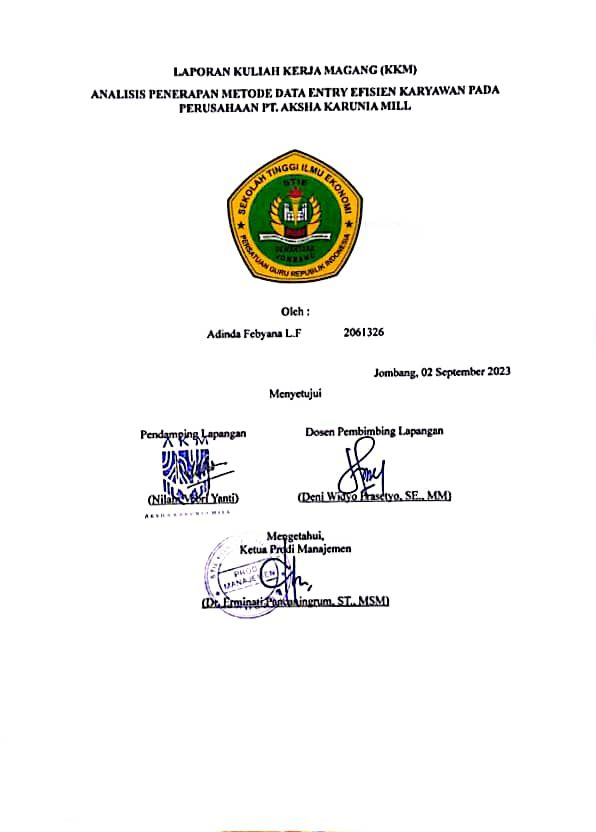 LAPORAN KULIAH KERJA MAGANG (KKM)
ANALISIS PENERAPAN METODE DATA ENTRY EFISIEN KARYAWAN PADA
PERUSAHAAN PT. AKSHA KARUNIA MILL
SEKOLAH TINGGI ILMU EKONOMI
STIE
DEWANTARA
JOMBANG
PERSATUAN GURU REPUBLIK INDONESIA
Oleh :
Adinda Febyana L.F 2061326
Jombang, 02 September 2023
Menyetujui
Pendamping Lapangan Dosen Pembimbing Lapangan
AKM
(Nilah Yanti) (Deni Widyo Prasetyo, SE., MM)
AKSHA KARUNIA MILL
Mengetahui,
Ketua Prodi Manajemen
PRODI
MANAJEMEN
(Dr. Erminati Pancaningrum, ST., MSM)